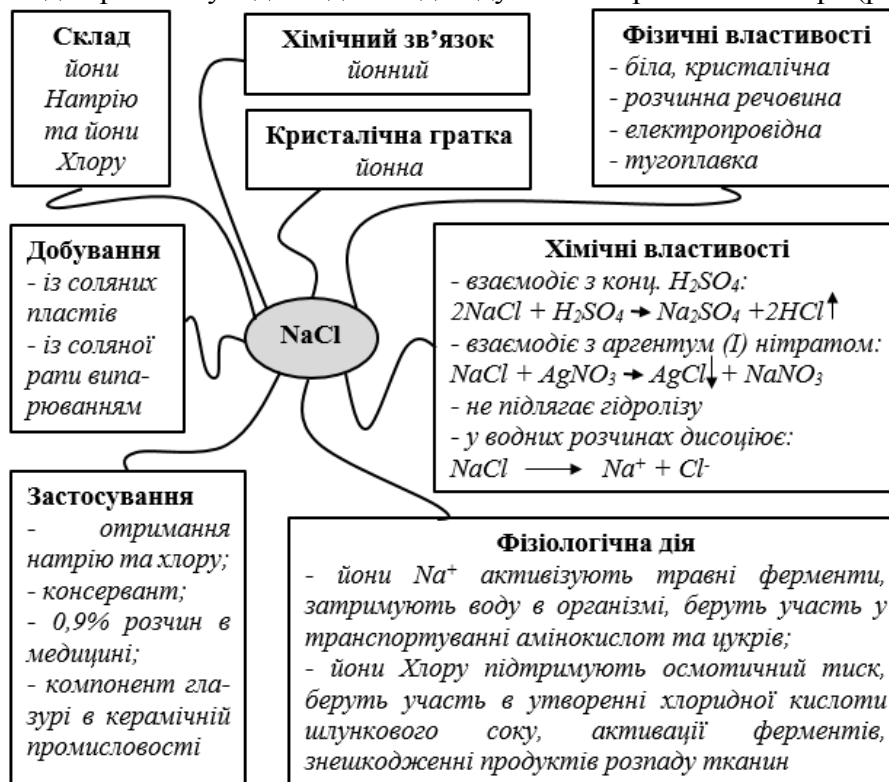 Склад
йони
Натрію
та йони
Хлору
Хімічний зв’язок
йонний
Кристалічна гратка
йонна
Фізичні властивості
- біла, кристалічна
- розчинна речовина
- електропровідна
- тугоплавка
Добування
- із соляних
пластів
- із соляної
рапи випа-
рюванням
NaCl
Хімічні властивості
- взаємодіє з конц. H₂SO₄:
2NaCl + H₂SO₄ → Na₂SO₄ +2HCl↑
- взаємодіє з аргентум (I) нітратом:
NaCl + AgNO₃ → AgCl↓ + NaNO₃
- не підлягає гідролізу
- у водних розчинах дисоціює:
NaCl ⟶ Na⁺ + Cl⁻
Застосування
- отримання
натрію та хлору;
- консервант;
- 0,9% розчин в
медицині;
- компонент гла-
зурі в керамічній
промисловості
Фізіологічна дія
- йони Na⁺ активізують травні ферменти,
затримують воду в організмі, беруть участь у
транспортуванні амінокислот та цукрів;
- йони Хлору підтримують осмотичний тиск,
беруть участь в утворенні хлоридної кислоти
шлункового соку, активації ферментів,
знешкодженні продуктів розпаду тканин